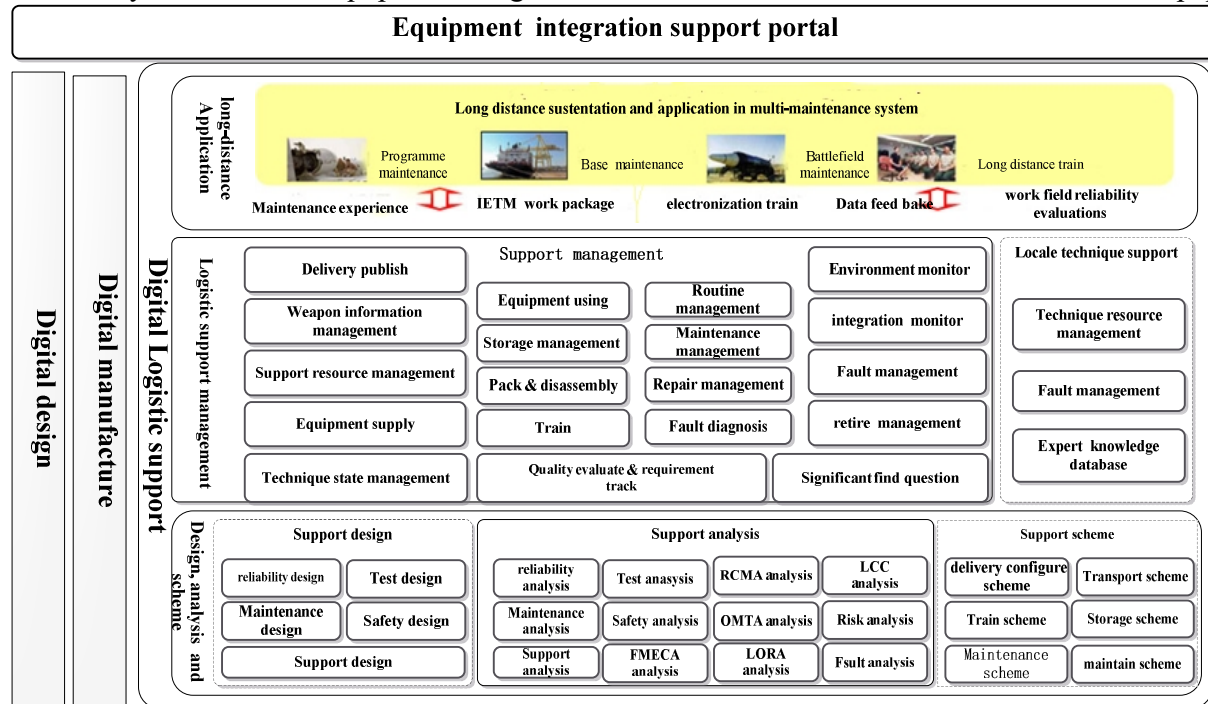 Equipment integration support portal
Digital design
Digital manufacture
Digital Logistic support
long-distance
Application
Long distance sustentation and application in multi-maintenance system
Programme
maintenance
Base maintenance
Battlefield
maintenance
Long distance train
Maintenance experience
IETM work package
electronization train
Data feed bake
work field reliability
evaluations
Logistic support management
Support management
Delivery publish
Weapon information
management
Support resource management
Equipment supply
Technique state management
Equipment using
Storage management
Pack & disassembly
Train
Routine
management
Maintenance
management
Repair management
Fault diagnosis
Environment monitor
integration monitor
Fault management
retire management
Quality evaluate & requirement
track
Significant find question
Locale technique support
Technique resource
management
Fault management
Expert knowledge
database
Design, analysis and
scheme
Support design
reliability design
Test design
Maintenance
design
Safety design
Support design
Support analysis
reliability
analysis
Test anasysis
RCMA analysis
LCC
analysis
Maintenance
analysis
Safety analysis
OMTA analysis
Risk analysis
Support
analysis
FMECA
analysis
LORA
analysis
Fsult analysis
Support scheme
delivery configure
scheme
Transport scheme
Train scheme
Storage scheme
Maintenance
scheme
maintain scheme